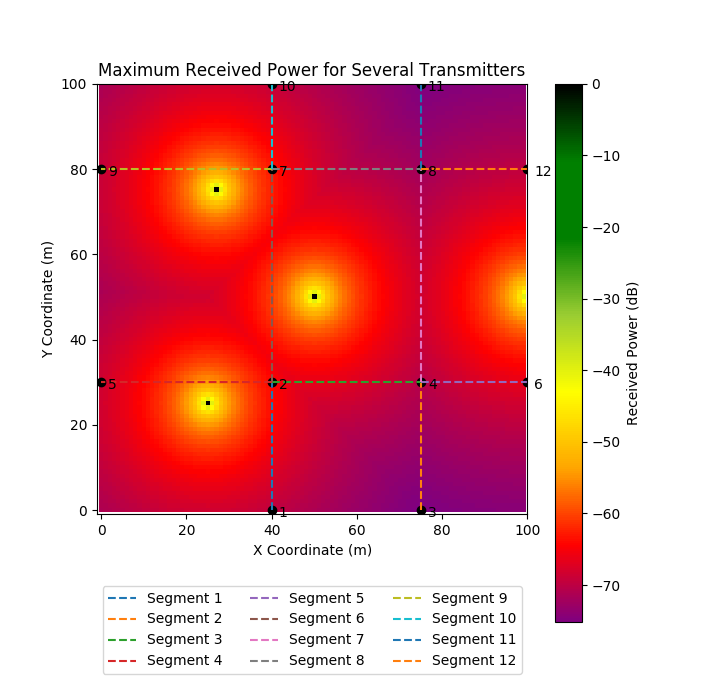 Maximum Received Power for Several Transmitters
100
80
60
40
20
0
Y Coordinate (m)
10
11
9
7
8
12
5
2
4
6
1
3
0
20
40
60
80
100
X Coordinate (m)
0
−10
−20
−30
−40
−50
−60
−70
Received Power (dB)
Segment 1
Segment 2
Segment 3
Segment 4
Segment 5
Segment 6
Segment 7
Segment 8
Segment 9
Segment 10
Segment 11
Segment 12